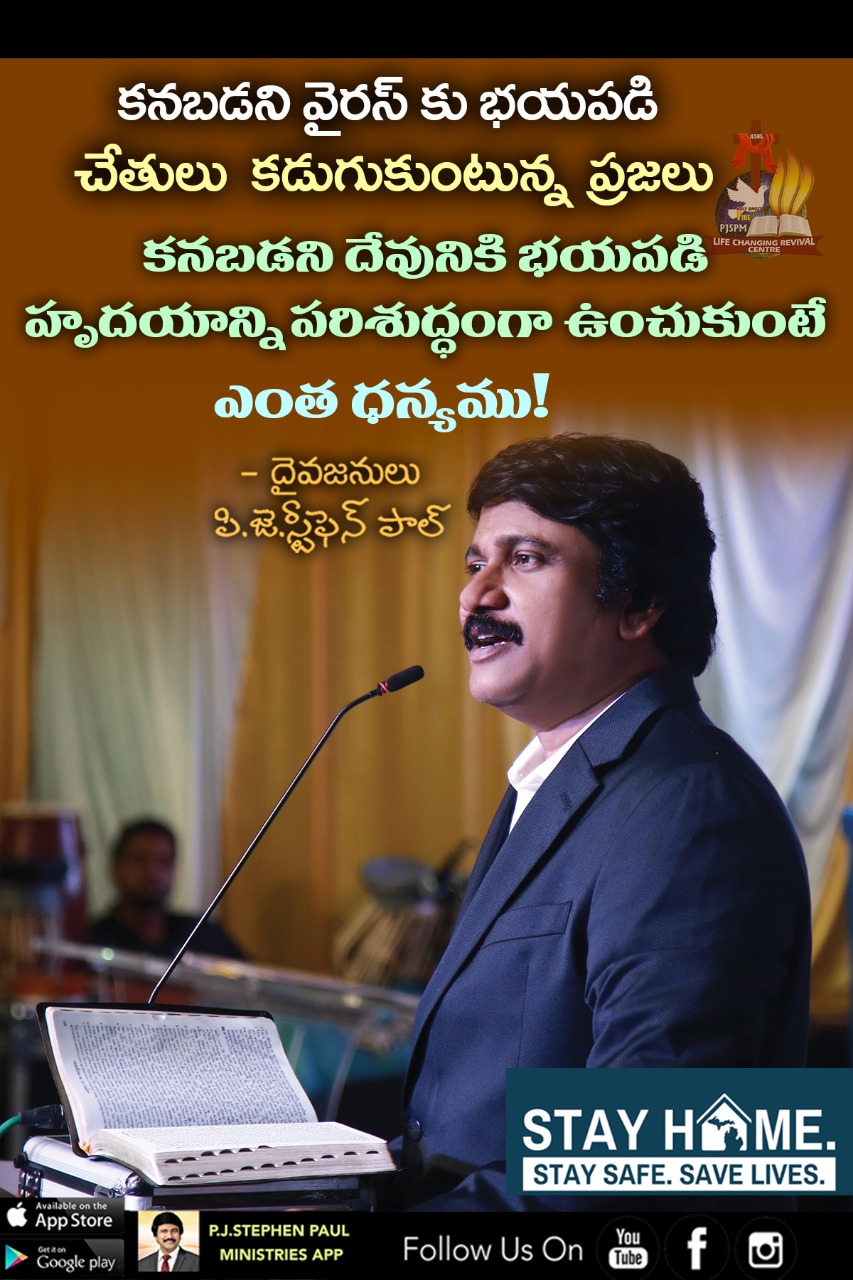 కనబడని వైరస్ కు భయపడి
చేతులు కడుగుకుంటున్న ప్రజలు
కనబడని దేవునికి భయపడి
హృదయాన్ని పరిశుద్ధంగా ఉంచుకుంటే
ఎంత ధన్యము!
- దైవజనులు
పి.జె.స్టీఫెన్ పాల్
JESUS
PJSPM
LIFE CHANGING REVIVAL
CENTRE
STAY HOME.
STAY SAFE. SAVE LIVES.
Available on the
App Store
Get it on
Google play
P.J.STEPHEN PAUL
MINISTRIES APP
Follow Us On
You
Tube